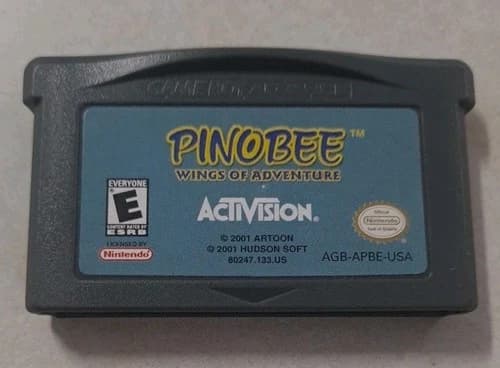 GAME BOY ADVANCE
PINOBEE™
WINGS OF ADVENTURE
EVERYONE
E
CONTENT RATED BY
ESRB
ACTIVISION®
LICENSED BY
Nintendo®
© 2001 ARTOON
© 2001 HUDSON SOFT
80247.133.US
Official
Nintendo
Seal of Quality
AGB-APBE-USA